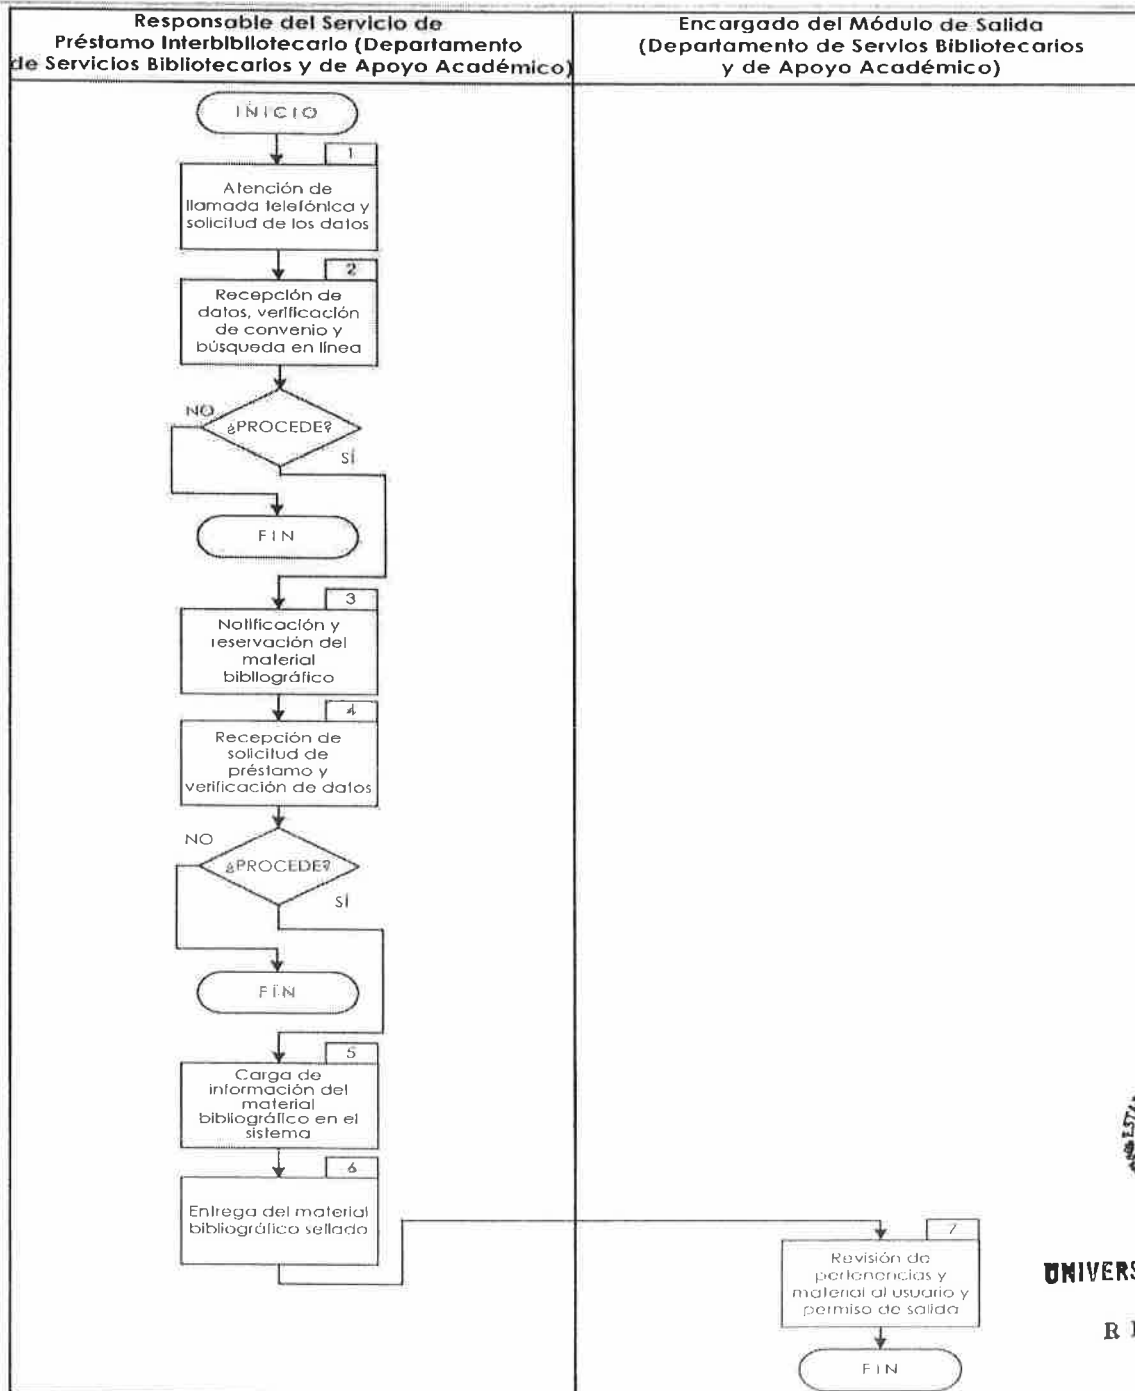 Responsable del Servicio de
Préstamo Interbibliotecario (Departamento
de Servicios Bibliotecarios y de Apoyo Académico)
Encargado del Módulo de Salida
(Departamento de Servios Bibliotecarios
y de Apoyo Académico)
INICIO
1
Atención de
llamada telefónica y
solicitud de los datos
2
Recepción de
datos, verificación
de convenio y
búsqueda en línea
NO
¿PROCEDE?
SÍ
FIN
3
Notificación y
reservación del
material
bibliográfico
4
Recepción de
solicitud de
préstamo y
verificación de datos
NO
¿PROCEDE?
SÍ
FIN
5
Carga de
información del
material
bibliográfico en el
sistema
6
Entrega del material
bibliográfico sellado
7
Revisión de
pertenencias y
material al usuario y
permiso de salida
FIN
UNIVERS
R